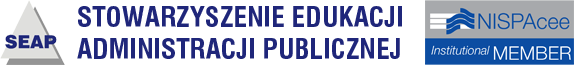 SEAP
STOWARZYSZENIE EDUKACJI
ADMINISTRACJI PUBLICZNEJ
NISPAcee
Institutional MEMBER